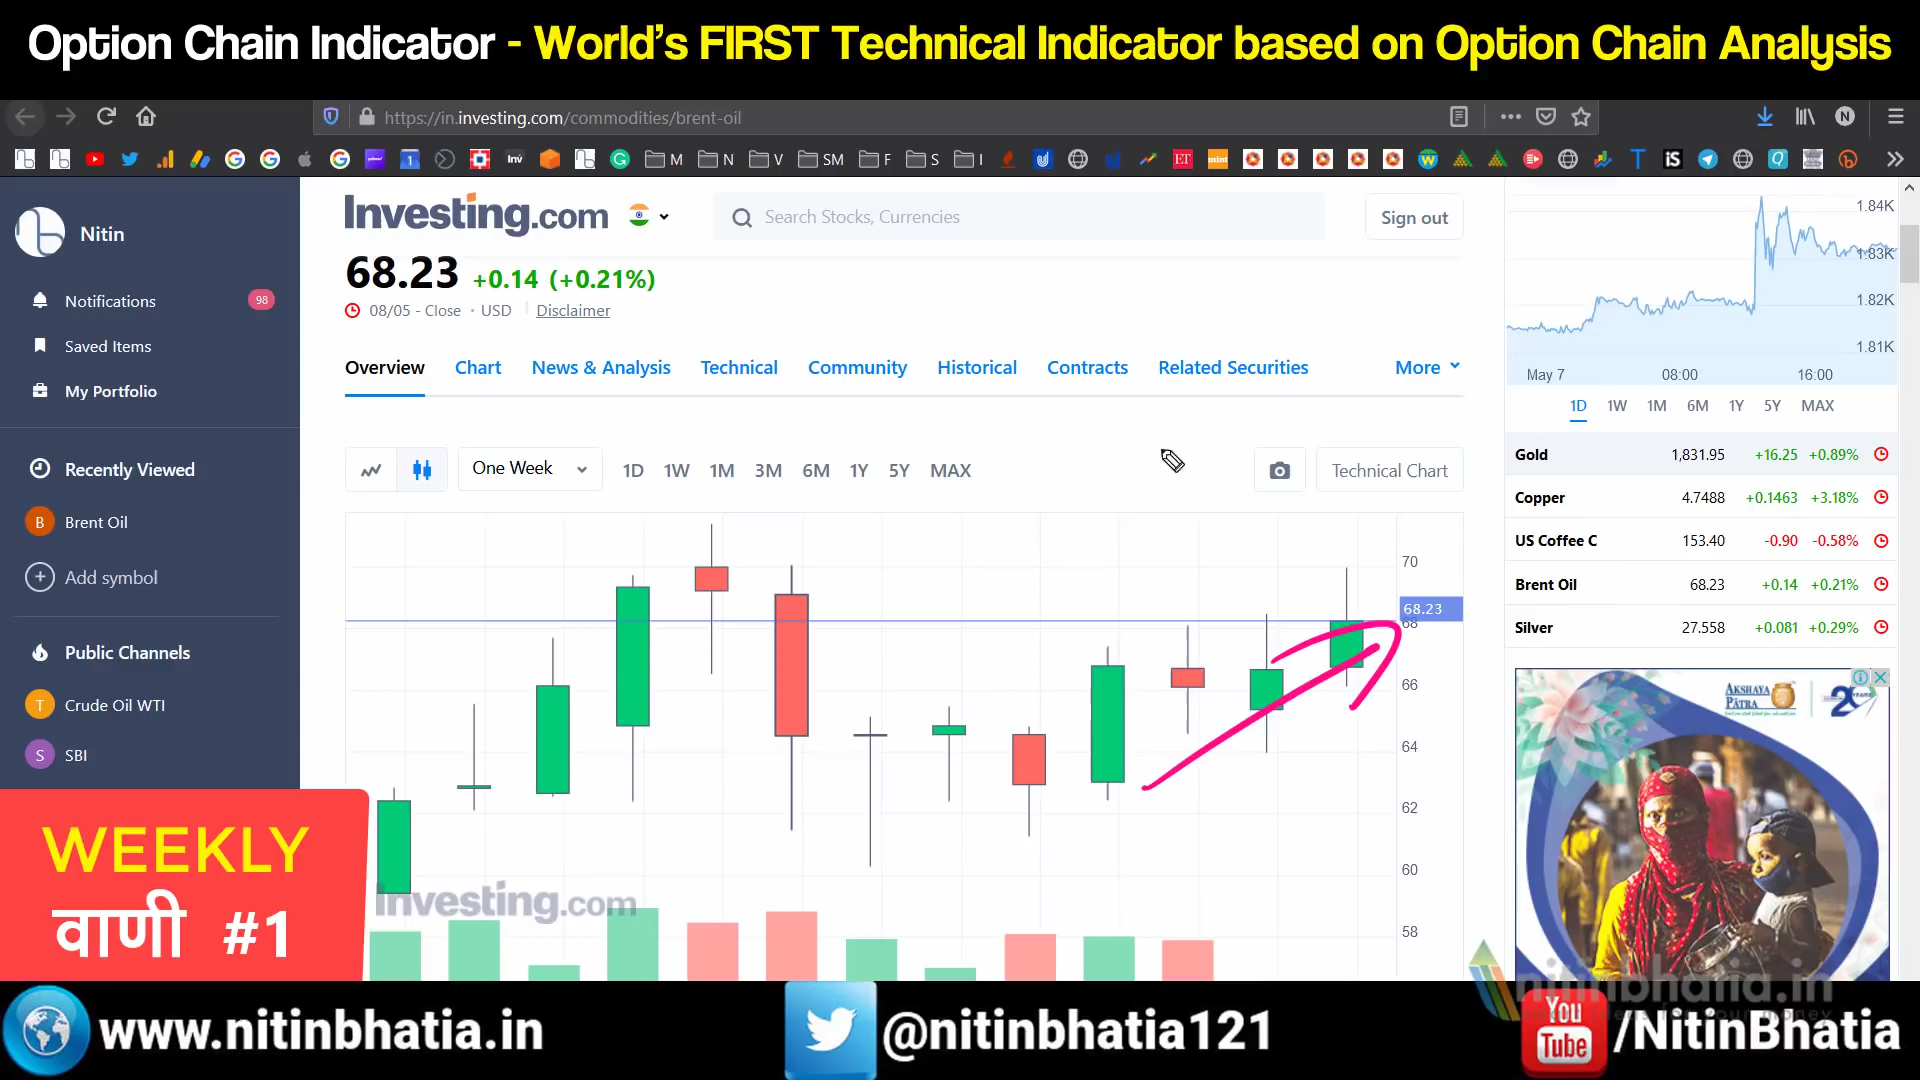 Option Chain Indicator - World's FIRST Technical Indicator based on Option Chain Analysis
https://in.investing.com/commodities/brent-oil
M N V SM F S I
Nitin
Notifications 98
Saved Items
My Portfolio
Recently Viewed
B Brent Oil
+ Add symbol
Public Channels
T Crude Oil WTI
S SBI
Investing.com
Search Stocks, Currencies
Sign out
68.23 +0.14 (+0.21%)
08/05 - Close · USD Disclaimer
Overview Chart News & Analysis Technical Community Historical Contracts Related Securities More
One Week 1D 1W 1M 3M 6M 1Y 5Y MAX Technical Chart
70
68.23
68
66
64
62
60
58
Investing.com
1.84K
1.83K
1.82K
1.81K
May 7 08:00 16:00
1D 1W 1M 6M 1Y 5Y MAX
Gold 1,831.95 +16.25 +0.89%
Copper 4.7488 +0.1463 +3.18%
US Coffee C 153.40 -0.90 -0.58%
Brent Oil 68.23 +0.14 +0.21%
Silver 27.558 +0.081 +0.29%
AKSHAYA
PATRA
WEEKLY
वाणी #1
nitinbhatia.in
www.nitinbhatia.in
@nitinbhatia121
You
Tube
/NitinBhatia